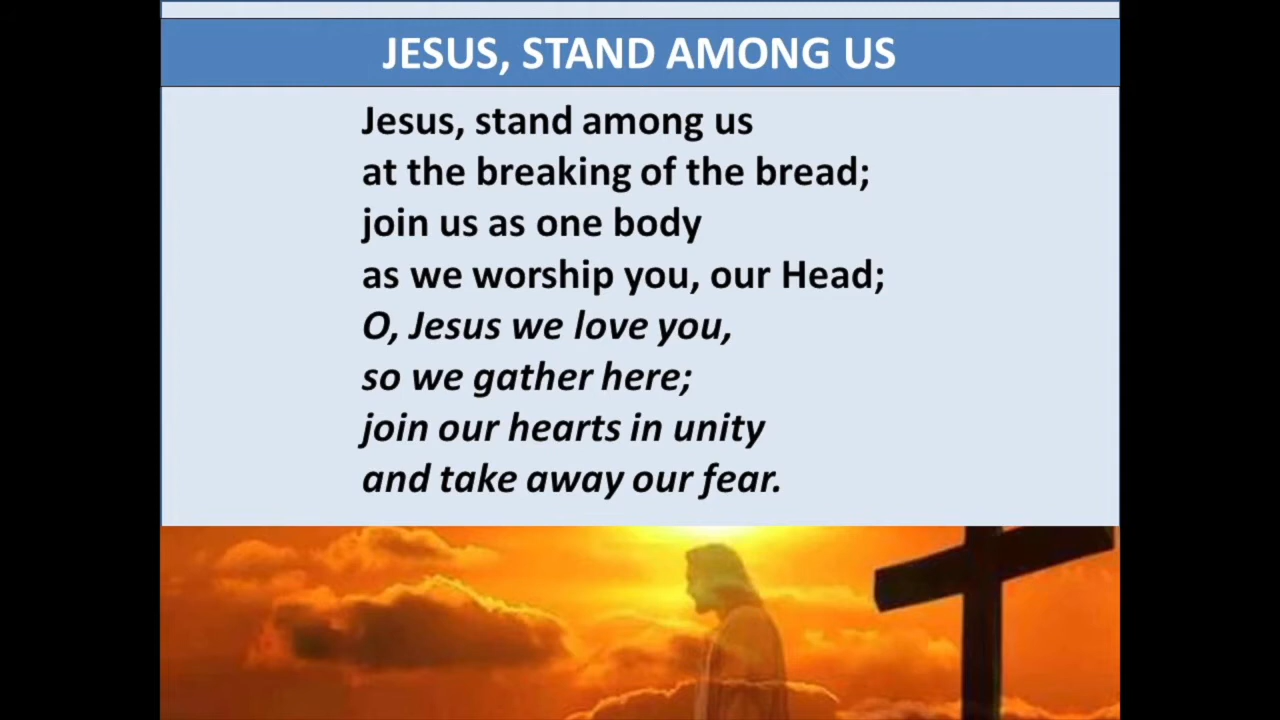 JESUS, STAND AMONG US
Jesus, stand among us
at the breaking of the bread;
join us as one body
as we worship you, our Head;
O, Jesus we love you,
so we gather here;
join our hearts in unity
and take away our fear.